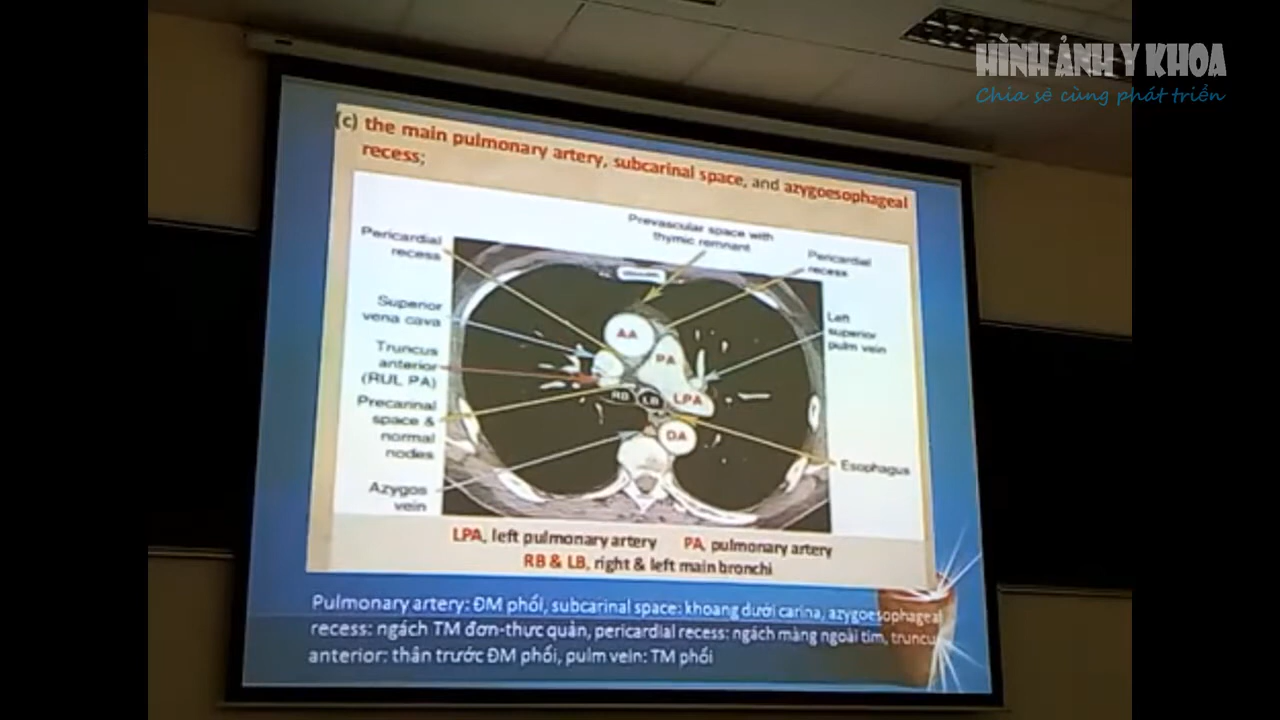 HÌNH ẢNH Y KHOA
Chia sẻ cùng phát triển
(c) the main pulmonary artery, subcarinal space, and azygoesophageal
recess;
Prevascular space with
thymic remnant
Pericardial
recess
Pericardial
recess
Superior
vena cava
Left
superior
pulm vein
Truncus
anterior
(RUL PA)
Precarinal
space &
normal
nodes
Azygos
vein
Esophagus
AA
PA
RB
LB
LPA
DA
LPA, left pulmonary artery PA, pulmonary artery
RB & LB, right & left main bronchi
Pulmonary artery: ĐM phổi, subcarinal space: khoang dưới carina, azygoesophageal
recess: ngách TM đơn-thực quản, pericardial recess: ngách màng ngoài tim, truncu
anterior: thân trước ĐM phổi, pulm vein: TM phổi